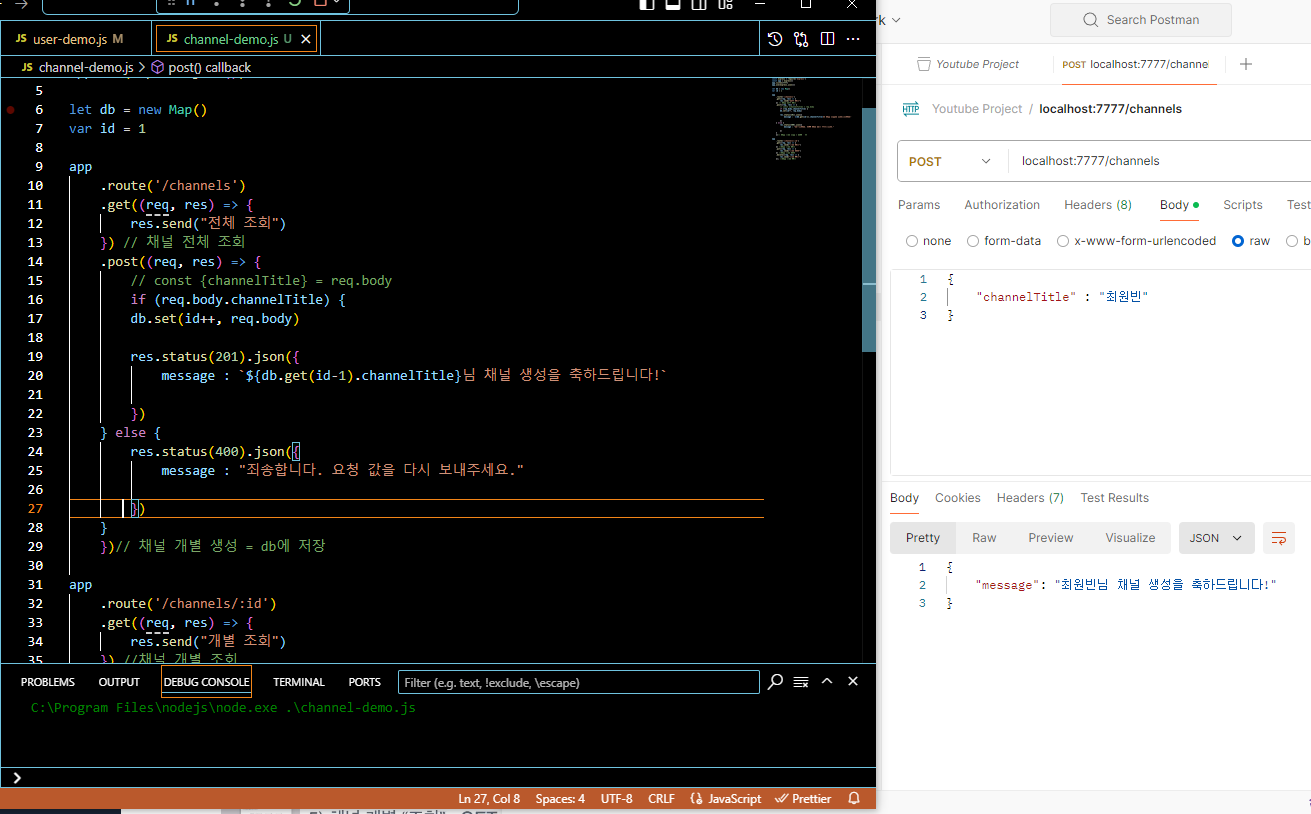 user-demo.js M
channel-demo.js U
channel-demo.js > post() callback
5
6 let db = new Map()
7 var id = 1
8
9 app
10 .route('/channels')
11 .get((req, res) => {
12 res.send("전체 조회")
13 }) // 채널 전체 조회
14 .post((req, res) => {
15 // const {channelTitle} = req.body
16 if (req.body.channelTitle) {
17 db.set(id++, req.body)
18
19 res.status(201).json({
20 message : `${db.get(id-1).channelTitle}님 채널 생성을 축하드립니다!`
21
22 })
23 } else {
24 res.status(400).json({
25 message : "죄송합니다. 요청 값을 다시 보내주세요."
26
27 })
28 }
29 })// 채널 개별 생성 = db에 저장
30
31 app
32 .route('/channels/:id')
33 .get((req, res) => {
34 res.send("개별 조회")
35 }) //채널 개별 조회
PROBLEMS OUTPUT DEBUG CONSOLE TERMINAL PORTS Filter (e.g. text, !exclude, \escape)
C:\Program Files\nodejs\node.exe .\channel-demo.js
Ln 27, Col 8 Spaces: 4 UTF-8 CRLF JavaScript Prettier
Search Postman
Youtube Project POST localhost:7777/channe
HTTP Youtube Project / localhost:7777/channels
POST localhost:7777/channels
Params Authorization Headers (8) Body Scripts Test
none form-data x-www-form-urlencoded raw b
1 {
2 "channelTitle" : "최원빈"
3 }
Body Cookies Headers (7) Test Results
Pretty Raw Preview Visualize JSON
1 {
2 "message": "최원빈님 채널 생성을 축하드립니다!"
3 }